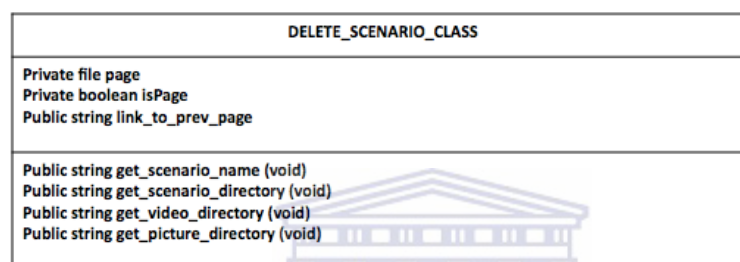 DELETE_SCENARIO_CLASS
Private file page
Private boolean isPage
Public string link_to_prev_page
Public string get_scenario_name (void)
Public string get_scenario_directory (void)
Public string get_video_directory (void)
Public string get_picture_directory (void)